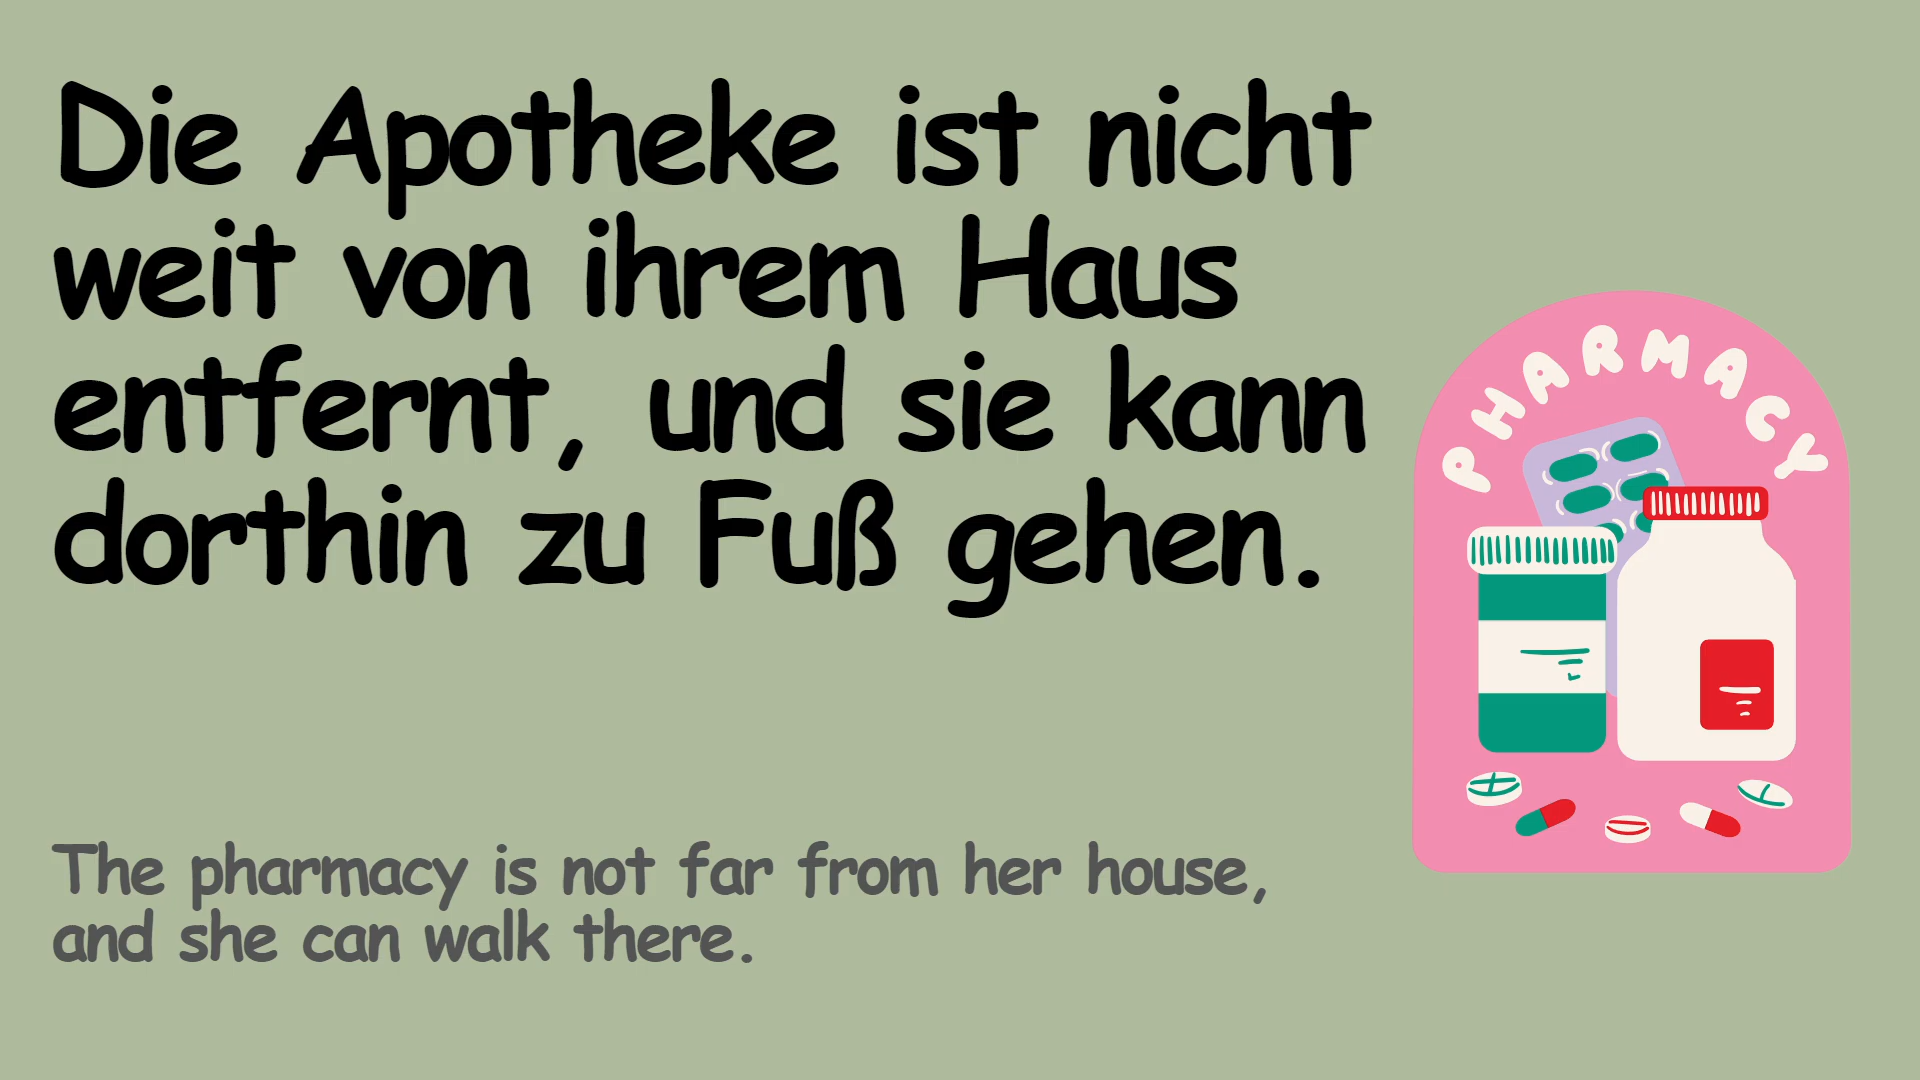 Die Apotheke ist nicht
weit von ihrem Haus
entfernt, und sie kann
dorthin zu Fuß gehen.
PHARMACY
The pharmacy is not far from her house,
and she can walk there.